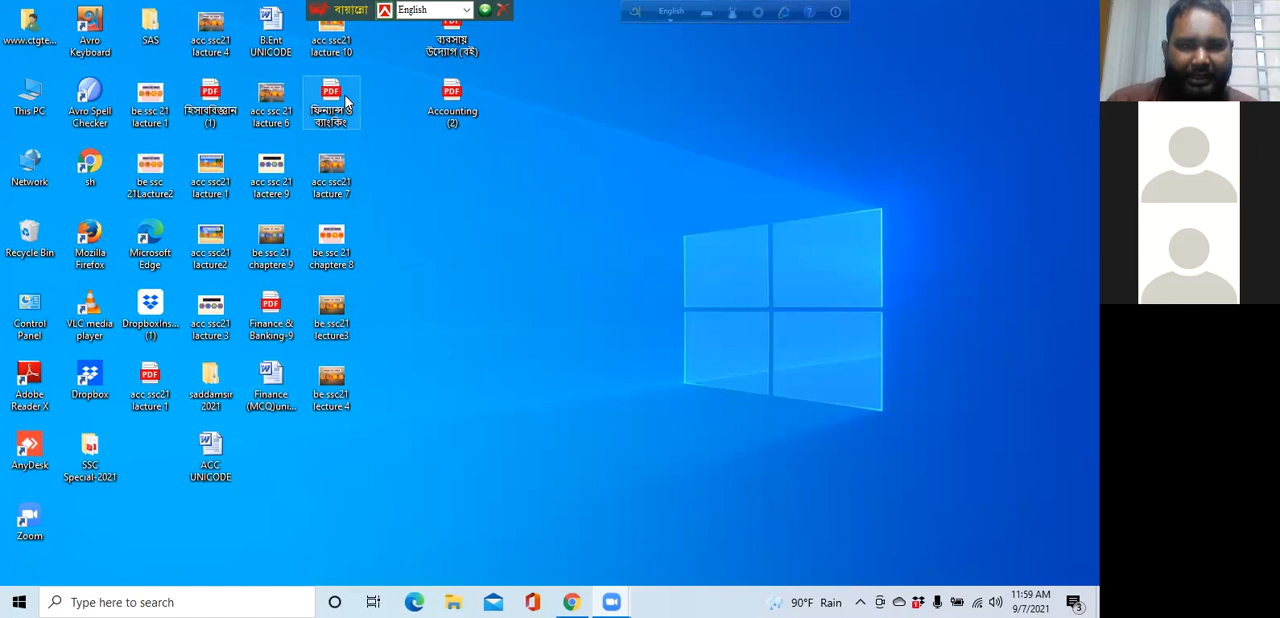 বায়ান্নো English
English
www.ctgte...
Avro
Keyboard
SAS
acc ssc21
lacture 4
B.Ent
UNICODE
acc ssc21
lacture 10
ব্যবসায়
উদ্যোগ (বই)
This PC
Avro Spell
Checker
be ssc 21
lacture 1
হিসাববিজ্ঞান
(1)
acc ssc 21
lacture 6
ফিন্যান্স ও
ব্যাংকিং
Accounting
(2)
Network
sh
be ssc
21Lacture2
acc ssc21
lacture 1
acc ssc 21
lactere 9
acc ssc21
lacture 7
Recycle Bin
Mozilla
Firefox
Microsoft
Edge
acc ssc21
lacture2
be ssc 21
chaptere 9
be ssc 21
chaptere 8
Control
Panel
VLC media
player
DropboxIns...
(1)
acc ssc21
lacture 3
Finance &
Banking-9
be ssc21
lecture3
Adobe
Reader X
Dropbox
acc ssc21
lacture 1
saddamsir
2021
Finance
(MCQ)uni...
be ssc21
lecture 4
AnyDesk
SSC
Special-2021
ACC
UNICODE
Zoom
Type here to search
90°F Rain
11:59 AM
9/7/2021
3